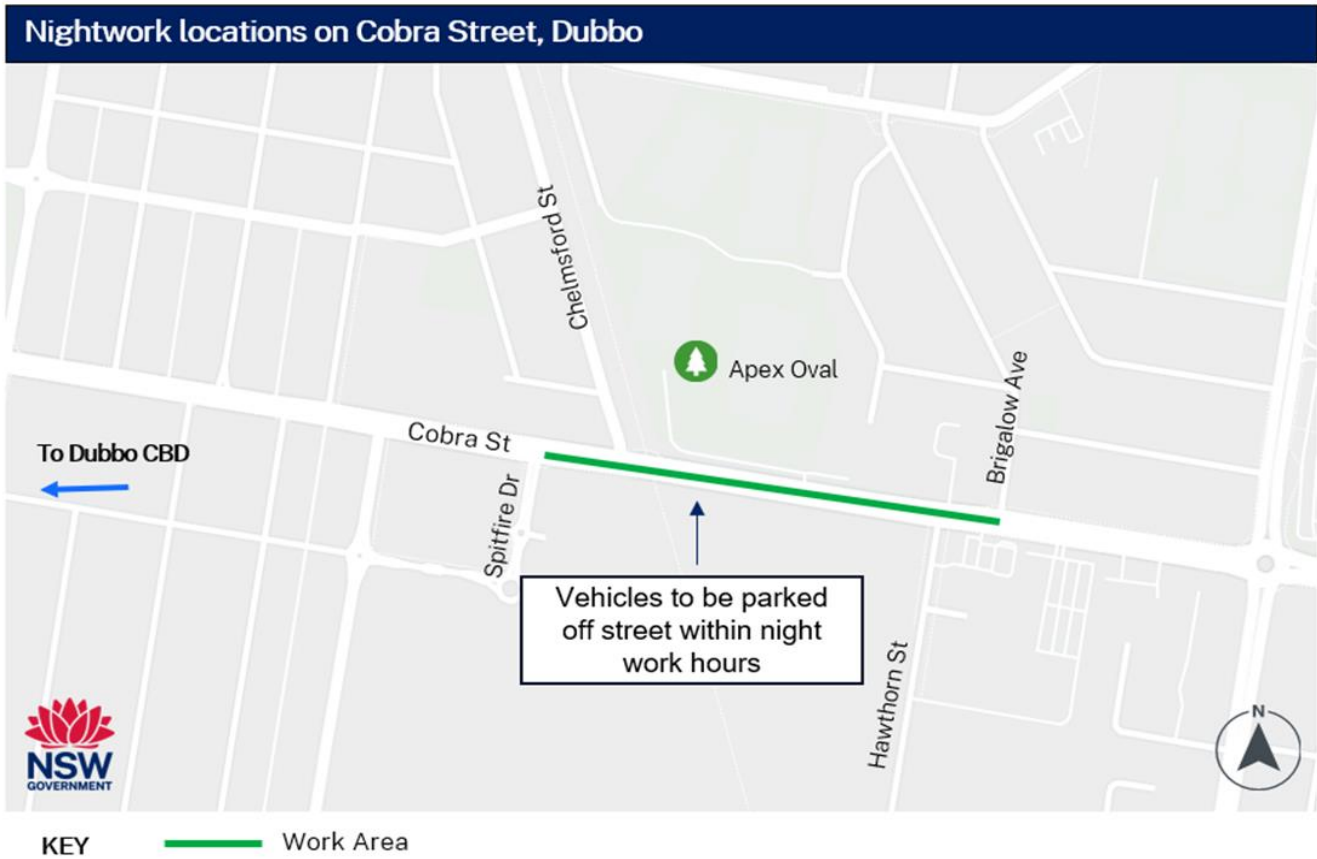 Nightwork locations on Cobra Street, Dubbo
Chelmsford St
Apex Oval
Brigalow Ave
Cobra St
To Dubbo CBD
Spitfire Dr
Vehicles to be parked
off street within night
work hours
Hawthorn St
N
NSW
GOVERNMENT
KEY
Work Area